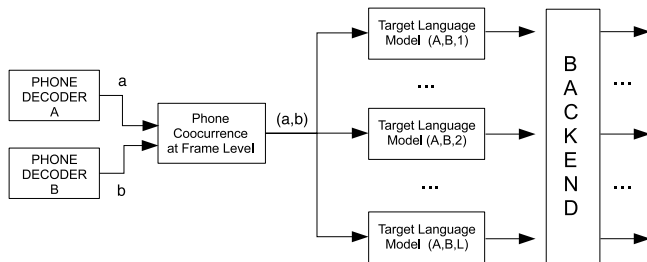 PHONE
DECODER
A
a
PHONE
DECODER
B
b
Phone
Coocurrence
at Frame Level
(a,b)
Target Language
Model (A,B,1)
...
Target Language
Model (A,B,2)
...
Target Language
Model (A,B,L)
B
A
C
K
E
N
D
...
...